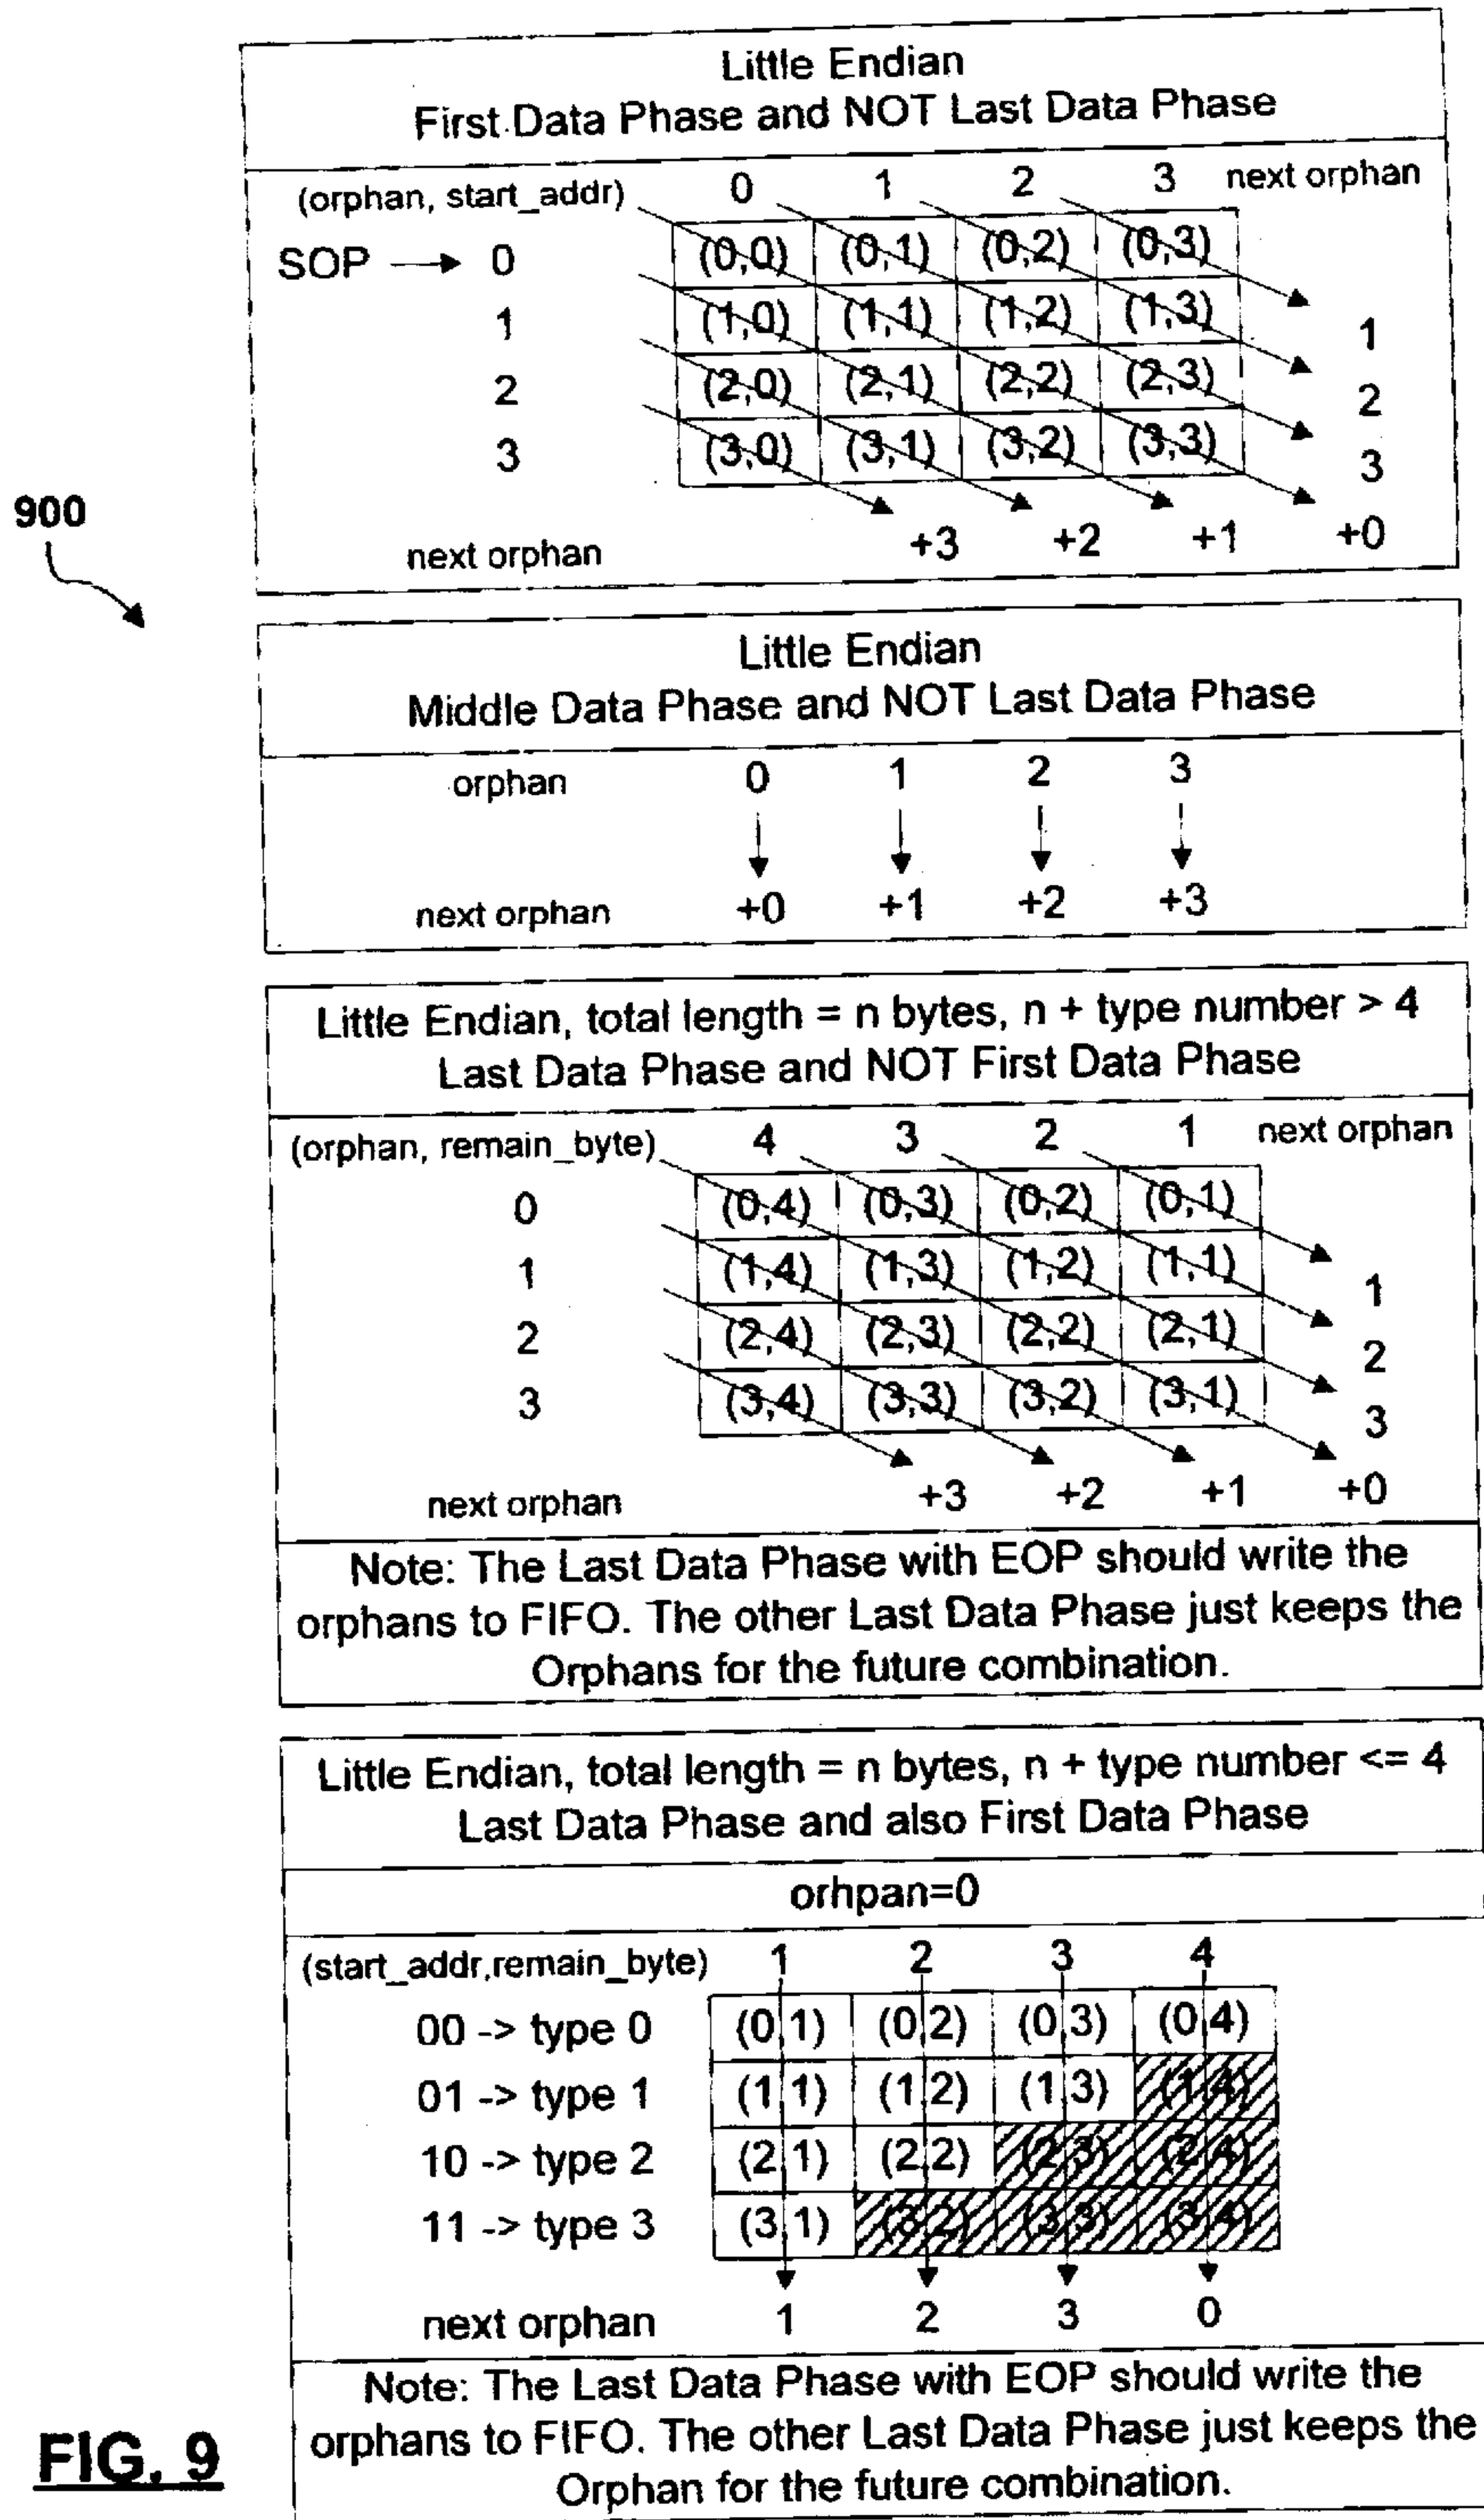 Little Endian
First Data Phase and NOT Last Data Phase
(orphan, start_addr) 0 1 2 3 next orphan
SOP → 0 (0,0) (0,1) (0,2) (0,3)
1 (1,0) (1,1) (1,2) (1,3) 1
2 (2,0) (2,1) (2,2) (2,3) 2
3 (3,0) (3,1) (3,2) (3,3) 3
900
next orphan +3 +2 +1 +0
Little Endian
Middle Data Phase and NOT Last Data Phase
orphan 0 1 2 3
next orphan +0 +1 +2 +3
Little Endian, total length = n bytes, n + type number > 4
Last Data Phase and NOT First Data Phase
(orphan, remain_byte) 4 3 2 1 next orphan
0 (0,4) (0,3) (0,2) (0,1)
1 (1,4) (1,3) (1,2) (1,1) 1
2 (2,4) (2,3) (2,2) (2,1) 2
3 (3,4) (3,3) (3,2) (3,1) 3
next orphan +3 +2 +1 +0
Note: The Last Data Phase with EOP should write the
orphans to FIFO. The other Last Data Phase just keeps the
Orphans for the future combination.
Little Endian, total length = n bytes, n + type number <= 4
Last Data Phase and also First Data Phase
orhpan=0
(start_addr,remain_byte) 1 2 3 4
00 -> type 0 (0,1) (0,2) (0,3) (0,4)
01 -> type 1 (1,1) (1,2) (1,3) (1,4)
10 -> type 2 (2,1) (2,2) (2,3) (2,4)
11 -> type 3 (3,1) (3,2) (3,3) (3,4)
next orphan 1 2 3 0
Note: The Last Data Phase with EOP should write the
orphans to FIFO. The other Last Data Phase just keeps the
Orphan for the future combination.
FIG. 9